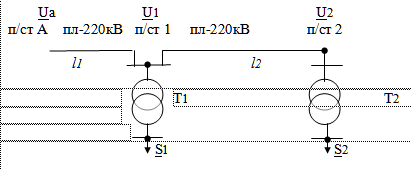 Ua U1 U2
п/ст А пл-220кВ п/ст 1 пл-220кВ п/ст 2
l1 l2
T1 T2
S1 S2